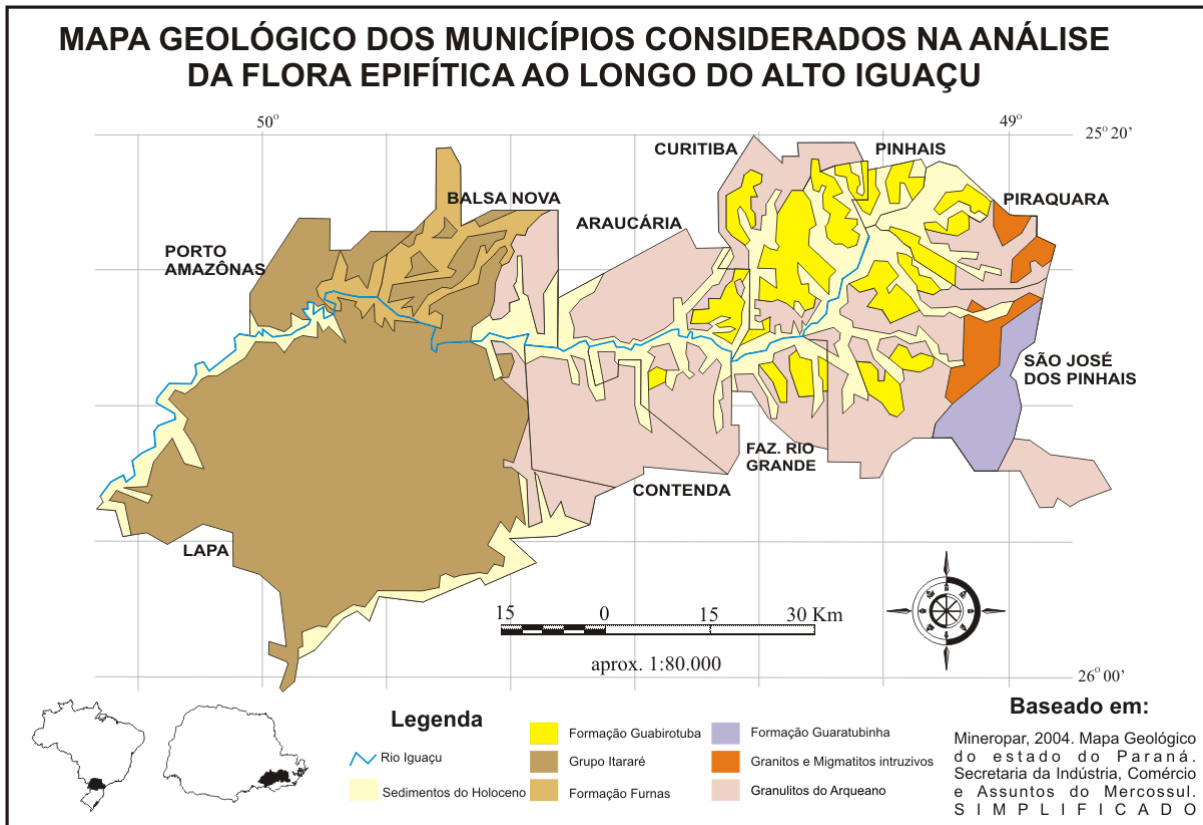 MAPA GEOLÓGICO DOS MUNICÍPIOS CONSIDERADOS NA ANÁLISE
DA FLORA EPIFÍTICA AO LONGO DO ALTO IGUAÇU
50°
49°
25° 20'
CURITIBA
PINHAIS
BALSA NOVA
PIRAQUARA
ARAUCÁRIA
PORTO
AMAZÔNAS
SÃO JOSÉ
DOS PINHAIS
FAZ. RIO
GRANDE
CONTENDA
LAPA
15 0 15 30 Km
aprox. 1:80.000
26° 00'
Legenda
Rio Iguaçu
Sedimentos do Holoceno
Formação Guabirotuba
Grupo Itararé
Formação Furnas
Formação Guaratubinha
Granitos e Migmatitos intruzivos
Granulitos do Arqueano
Baseado em:
Mineropar, 2004. Mapa Geológico
do estado do Paraná.
Secretaria da Indústria, Comércio
e Assuntos do Mercossul.
SIMPLIFICADO